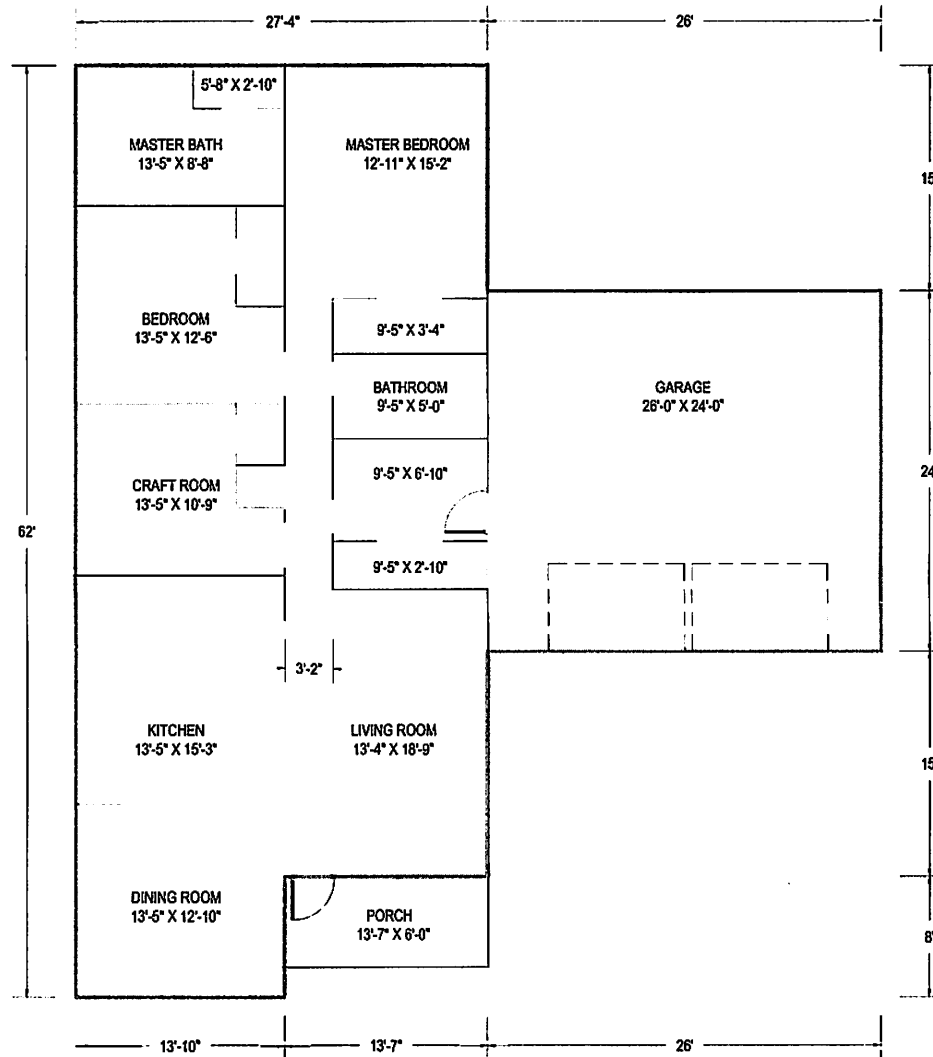 27'-4"
26'
5'-8" X 2'-10"
MASTER BATH
13'-5" X 8'-8"
MASTER BEDROOM
12'-11" X 15'-2"
15
BEDROOM
13'-5" X 12'-6"
9'-5" X 3'-4"
BATHROOM
9'-5" X 5'-0"
GARAGE
26'-0" X 24'-0"
CRAFT ROOM
13'-5" X 10'-9"
9'-5" X 6'-10"
24
62'
9'-5" X 2'-10"
3'-2"
KITCHEN
13'-5" X 15'-3"
LIVING ROOM
13'-4" X 18'-9"
15
DINING ROOM
13'-5" X 12'-10"
PORCH
13'-7" X 6'-0"
8'
13'-10"
13'-7"
26'